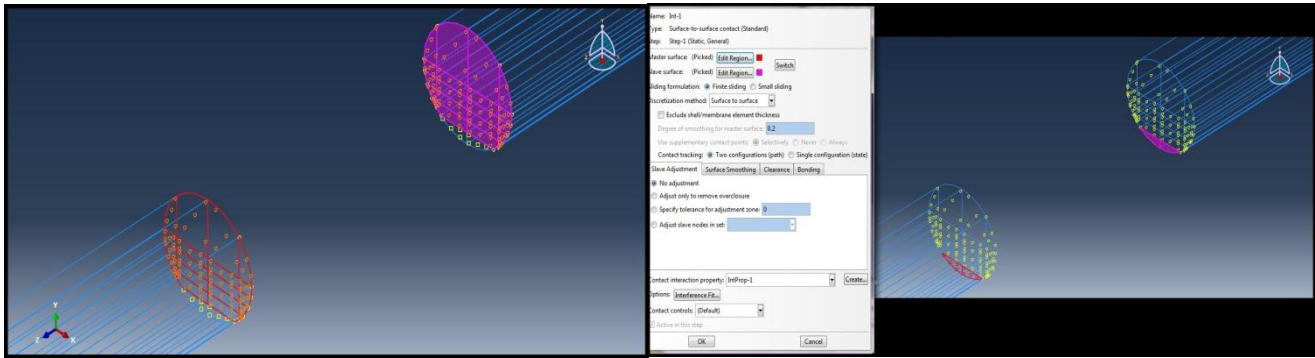 Y
Z
X
Name: Int-1
Type: Surface-to-surface contact (Standard)
Step: Step-1 (Static, General)
Master surface: (Picked) Edit Region...
Switch
Slave surface: (Picked) Edit Region...
Sliding formulation: Finite sliding Small sliding
Discretization method: Surface to surface
Exclude shell/membrane element thickness
Degree of smoothing for master surface: 0.2
Use supplementary contact points: Selectively Never Always
Contact tracking: Two configurations (path) Single configuration (state)
Slave Adjustment Surface Smoothing Clearance Bonding
No adjustment
Adjust only to remove overclosure
Specify tolerance for adjustment zone: 0
Adjust slave nodes in set:
Contact interaction property: IntProp-1 Create...
Options: Interference Fit...
Contact controls: (Default)
Active in this step
OK Cancel